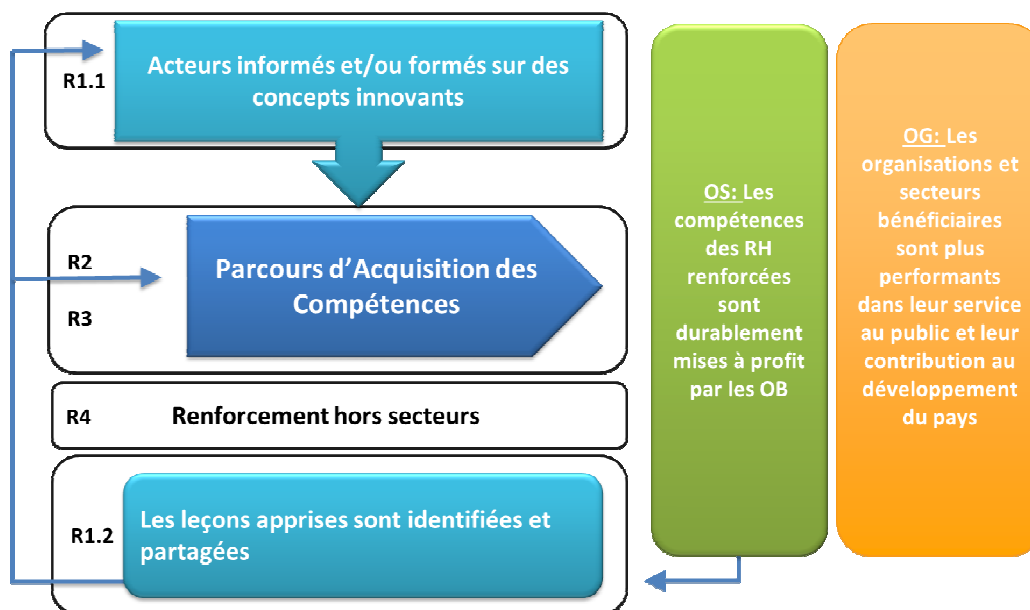 R1.1
Acteurs informés et/ou formés sur des
concepts innovants
R2
R3
Parcours d’Acquisition des
Compétences
R4
Renforcement hors secteurs
R1.2
Les leçons apprises sont identifiées et
partagées
OS: Les
compétences
des RH
renforcées
sont
durablement
mises à profit
par les OB
OG: Les
organisations et
secteurs
bénéficiaires
sont plus
performants
dans leur service
au public et leur
contribution au
développement
du pays